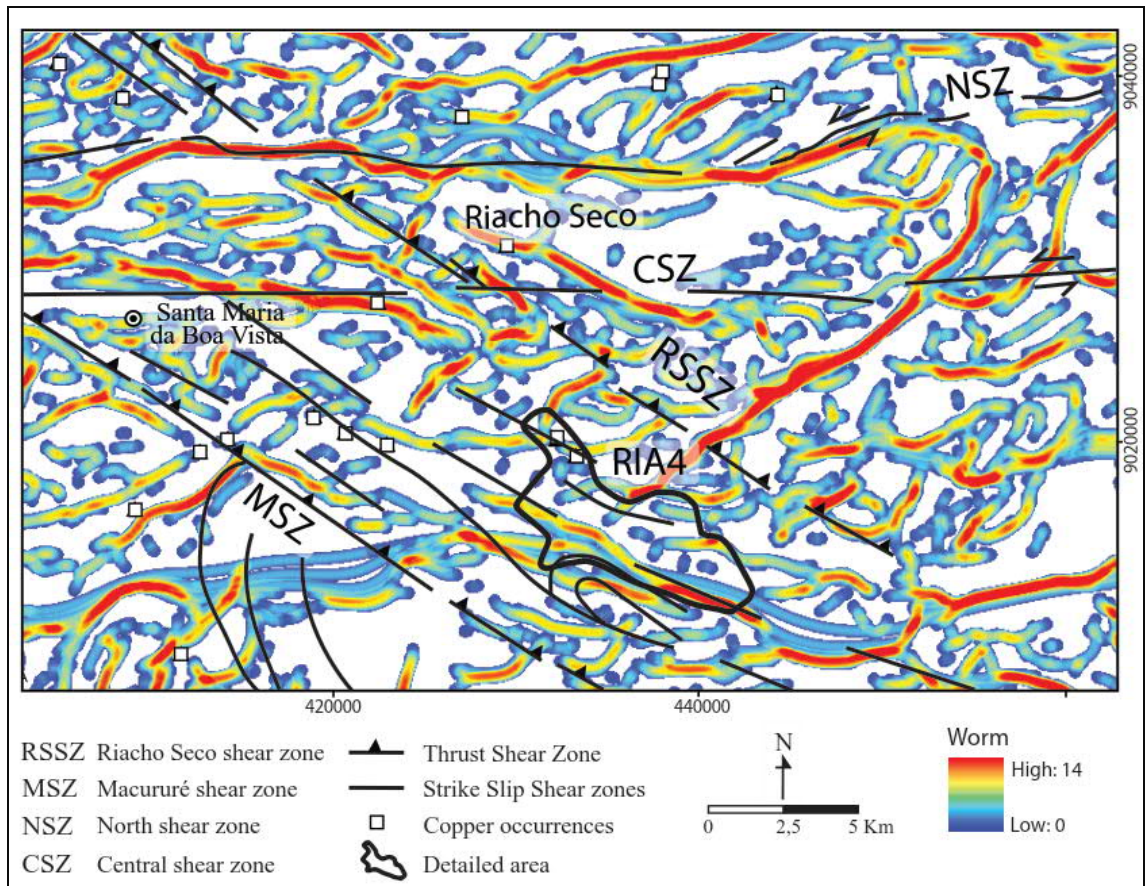 NSZ
9040000
Riacho Seco
CSZ
Santa Maria
da Boa Vista
RSSZ
9020000
RIA4
MSZ
420000
440000
RSSZ Riacho Seco shear zone
MSZ Macururé shear zone
NSZ North shear zone
CSZ Central shear zone
Thrust Shear Zone
Strike Slip Shear zones
Copper occurrences
Detailed area
N
0 2,5 5 Km
Worm
High: 14
Low: 0